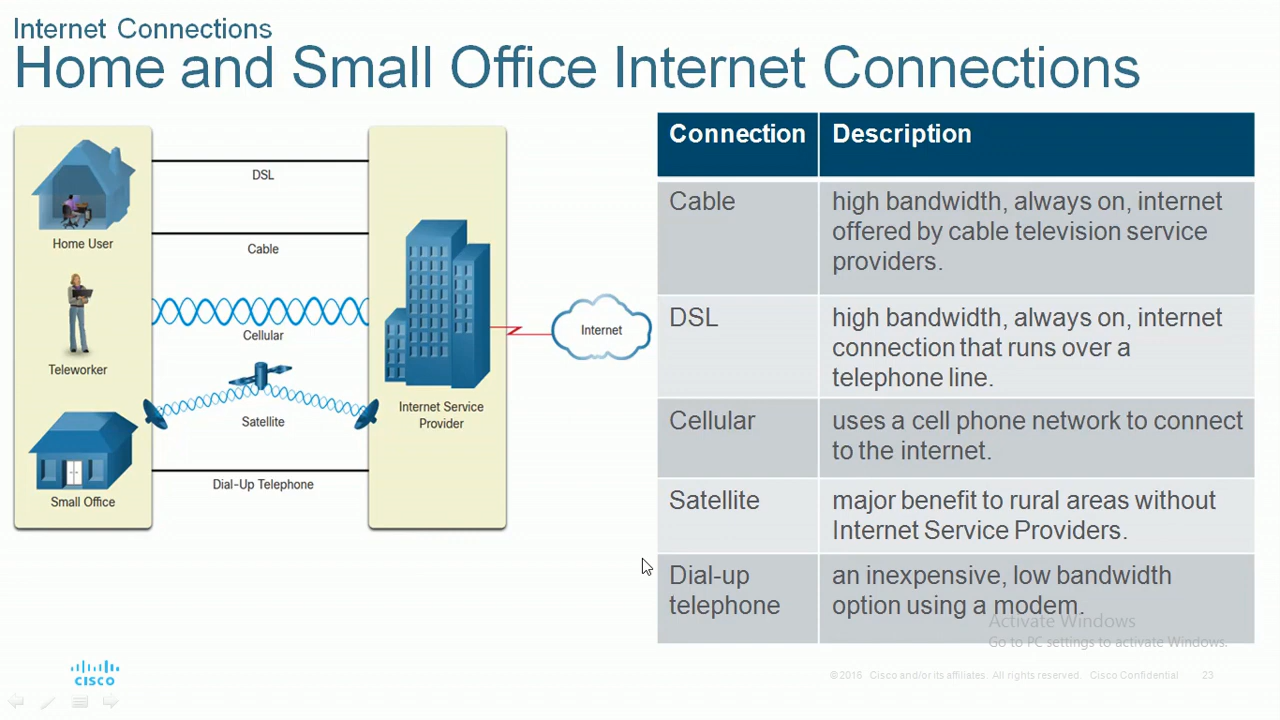 Internet Connections
Home and Small Office Internet Connections
Home User
Teleworker
Small Office
DSL
Cable
Cellular
Satellite
Dial-Up Telephone
Internet Service
Provider
Internet
Connection
Description
Cable
high bandwidth, always on, internet
offered by cable television service
providers.
DSL
high bandwidth, always on, internet
connection that runs over a
telephone line.
Cellular
uses a cell phone network to connect
to the internet.
Satellite
major benefit to rural areas without
Internet Service Providers.
Dial-up
telephone
an inexpensive, low bandwidth
option using a modem.
Activate Windows
Go to PC settings to activate Windows.
CISCO
©2016 Cisco and/or its affiliates. All rights reserved. Cisco Confidential
23